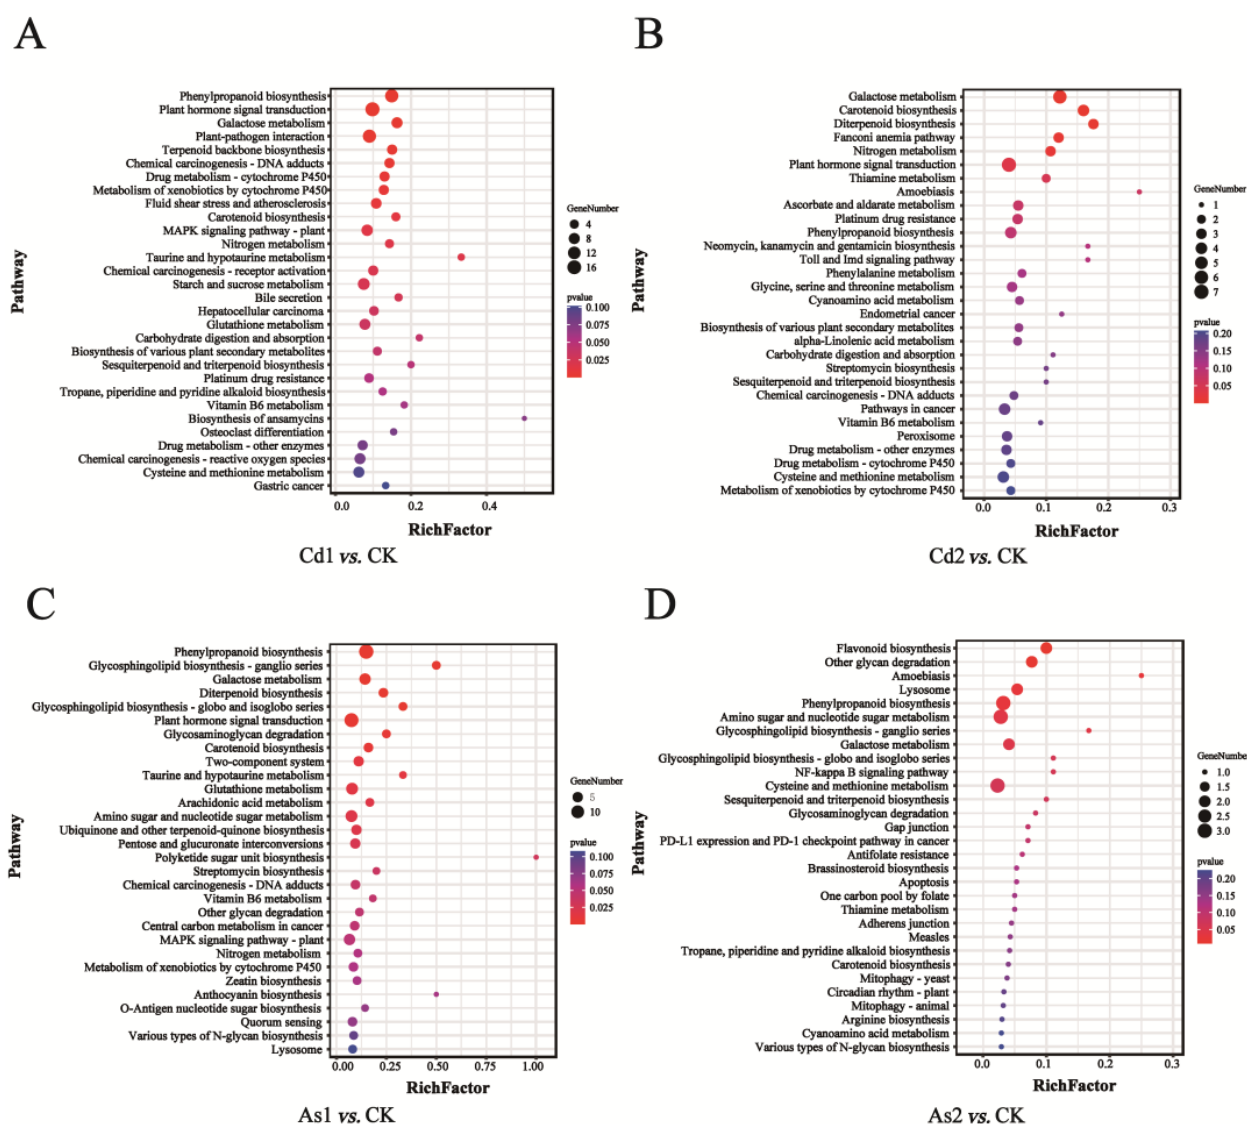 A
Pathway
Phenylpropanoid biosynthesis
Plant hormone signal transduction
Galactose metabolism
Plant-pathogen interaction
Terpenoid backbone biosynthesis
Chemical carcinogenesis - DNA adducts
Drug metabolism - cytochrome P450
Metabolism of xenobiotics by cytochrome P450
Fluid shear stress and atherosclerosis
Carotenoid biosynthesis
MAPK signaling pathway - plant
Nitrogen metabolism
Taurine and hypotaurine metabolism
Chemical carcinogenesis - receptor activation
Starch and sucrose metabolism
Bile secretion
Hepatocellular carcinoma
Glutathione metabolism
Carbohydrate digestion and absorption
Biosynthesis of various plant secondary metabolites
Sesquiterpenoid and triterpenoid biosynthesis
Platinum drug resistance
Tropane, piperidine and pyridine alkaloid biosynthesis
Vitamin B6 metabolism
Biosynthesis of ansamycins
Osteoclast differentiation
Drug metabolism - other enzymes
Chemical carcinogenesis - reactive oxygen species
Cysteine and methionine metabolism
Gastric cancer
0.0 0.2 0.4
RichFactor
GeneNumber
4
8
12
16
pvalue
0.100
0.075
0.050
0.025
Cd1 vs. CK
B
Pathway
Galactose metabolism
Carotenoid biosynthesis
Diterpenoid biosynthesis
Fanconi anemia pathway
Nitrogen metabolism
Plant hormone signal transduction
Thiamine metabolism
Amoebiasis
Ascorbate and aldarate metabolism
Platinum drug resistance
Phenylpropanoid biosynthesis
Neomycin, kanamycin and gentamicin biosynthesis
Toll and Imd signaling pathway
Phenylalanine metabolism
Glycine, serine and threonine metabolism
Cyanoamino acid metabolism
Endometrial cancer
Biosynthesis of various plant secondary metabolites
alpha-Linolenic acid metabolism
Carbohydrate digestion and absorption
Streptomycin biosynthesis
Sesquiterpenoid and triterpenoid biosynthesis
Chemical carcinogenesis - DNA adducts
Pathways in cancer
Vitamin B6 metabolism
Peroxisome
Drug metabolism - other enzymes
Drug metabolism - cytochrome P450
Cysteine and methionine metabolism
Metabolism of xenobiotics by cytochrome P450
0.0 0.1 0.2 0.3
RichFactor
GeneNumber
1
2
3
4
5
6
7
pvalue
0.20
0.15
0.10
0.05
Cd2 vs. CK
C
Pathway
Phenylpropanoid biosynthesis
Glycosphingolipid biosynthesis - ganglio series
Galactose metabolism
Diterpenoid biosynthesis
Glycosphingolipid biosynthesis - globo and isoglobo series
Plant hormone signal transduction
Glycosaminoglycan degradation
Carotenoid biosynthesis
Two-component system
Taurine and hypotaurine metabolism
Glutathione metabolism
Arachidonic acid metabolism
Amino sugar and nucleotide sugar metabolism
Ubiquinone and other terpenoid-quinone biosynthesis
Pentose and glucuronate interconversions
Polyketide sugar unit biosynthesis
Streptomycin biosynthesis
Chemical carcinogenesis - DNA adducts
Vitamin B6 metabolism
Other glycan degradation
Central carbon metabolism in cancer
MAPK signaling pathway - plant
Nitrogen metabolism
Metabolism of xenobiotics by cytochrome P450
Zeatin biosynthesis
Anthocyanin biosynthesis
O-Antigen nucleotide sugar biosynthesis
Quorum sensing
Various types of N-glycan biosynthesis
Lysosome
0.00 0.25 0.50 0.75 1.00
RichFactor
GeneNumber
5
10
pvalue
0.100
0.075
0.050
0.025
As1 vs. CK
D
Pathway
Flavonoid biosynthesis
Other glycan degradation
Amoebiasis
Lysosome
Phenylpropanoid biosynthesis
Amino sugar and nucleotide sugar metabolism
Glycosphingolipid biosynthesis - ganglio series
Galactose metabolism
Glycosphingolipid biosynthesis - globo and isoglobo series
NF-kappa B signaling pathway
Cysteine and methionine metabolism
Sesquiterpenoid and triterpenoid biosynthesis
Glycosaminoglycan degradation
Gap junction
PD-L1 expression and PD-1 checkpoint pathway in cancer
Antifolate resistance
Brassinosteroid biosynthesis
Apoptosis
One carbon pool by folate
Thiamine metabolism
Adherens junction
Measles
Tropane, piperidine and pyridine alkaloid biosynthesis
Carotenoid biosynthesis
Mitophagy - yeast
Circadian rhythm - plant
Mitophagy - animal
Arginine biosynthesis
Cyanoamino acid metabolism
Various types of N-glycan biosynthesis
0.0 0.1 0.2 0.3
RichFactor
GeneNumber
1.0
1.5
2.0
2.5
3.0
pvalue
0.20
0.15
0.10
0.05
As2 vs. CK